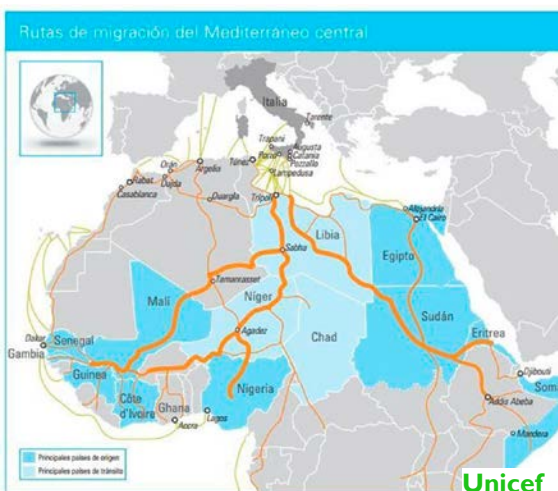 Rutas de migración del Mediterráneo central
Italia
Tarento
Trapani
Augusta
Catania
Pozzallo
Lampedusa
Orán
Argelia
Túnez
Rabat
Casablanca
Oujda
Ouargla
Trípoli
Alejandría
El Cairo
Libia
Egipto
Sabha
Tamanrasset
Malí
Níger
Sudán
Agadez
Chad
Eritrea
Dakar
Senegal
Gambia
Guinea
Côte
d'Ivoire
Ghana
Accra
Lagos
Nigeria
Djibouti
Addis Abeba
Som
Mandera
Principales países de origen
Principales países de tránsito
Unicef